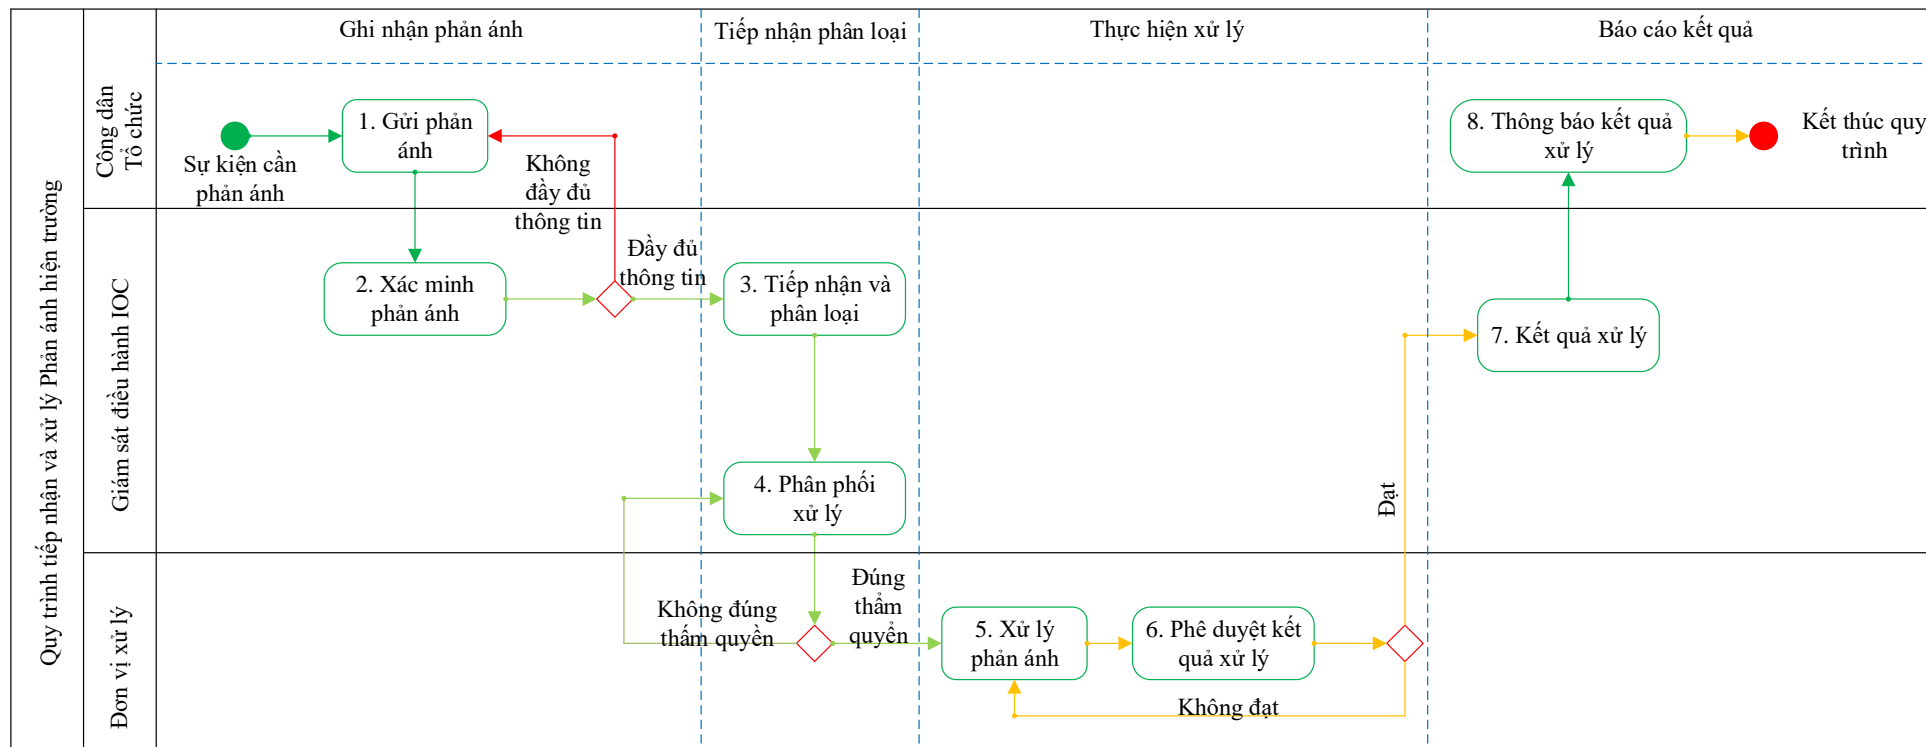 Quy trình tiếp nhận và xử lý Phản ánh hiện trường
Ghi nhận phản ánh
Tiếp nhận phân loại
Thực hiện xử lý
Báo cáo kết quả
Công dân
Tổ chức
Sự kiện cần
phản ánh
1. Gửi phản
ánh
Không
đầy đủ
thông tin
8. Thông báo kết quả
xử lý
Kết thúc quy
trình
Giám sát điều hành IOC
2. Xác minh
phản ánh
Đầy đủ
thông tin
3. Tiếp nhận và
phân loại
4. Phân phối
xử lý
7. Kết quả xử lý
Đạt
Đơn vị xử lý
Không đúng
thấm quyền
Đúng
thẩm
quyển
5. Xử lý
phản ánh
6. Phê duyệt kết
quả xử lý
Không đạt